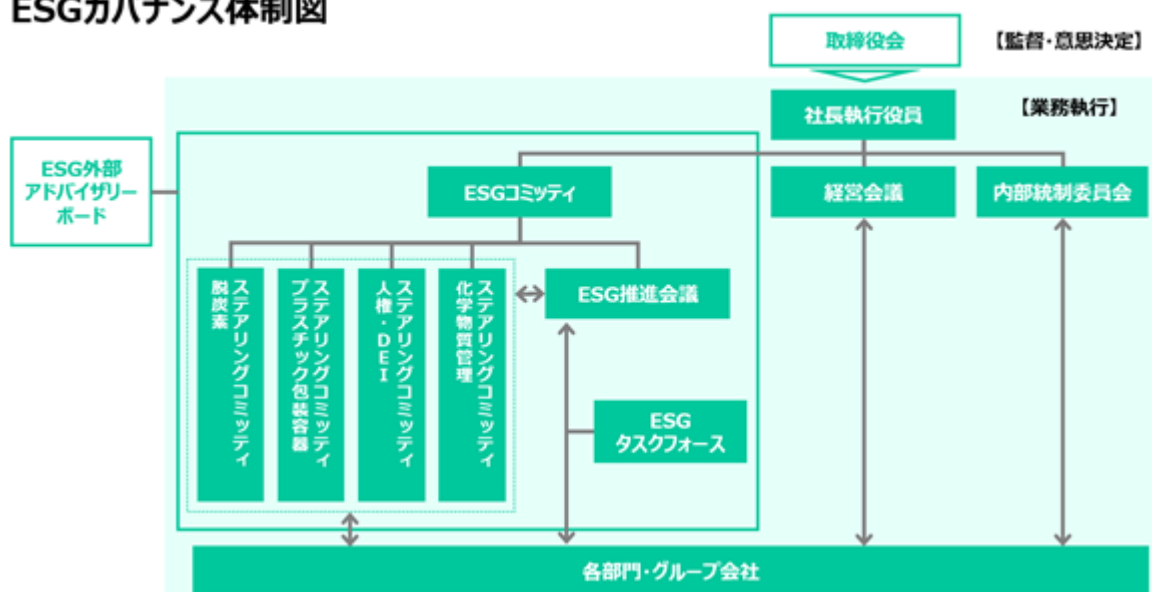 ESGガバナンス体制図
取締役会
【監督・意思決定】
社長執行役員
【業務執行】
ESG外部
アドバイザリー
ボード
ESGコミッティ
経営会議
内部統制委員会
脱炭素
ステアリングコミッティ
プラスチック包装容器
ステアリングコミッティ
人権・DEI
ステアリングコミッティ
化学物質管理
ステアリングコミッティ
ESG推進会議
ESG
タスクフォース
各部門・グループ会社